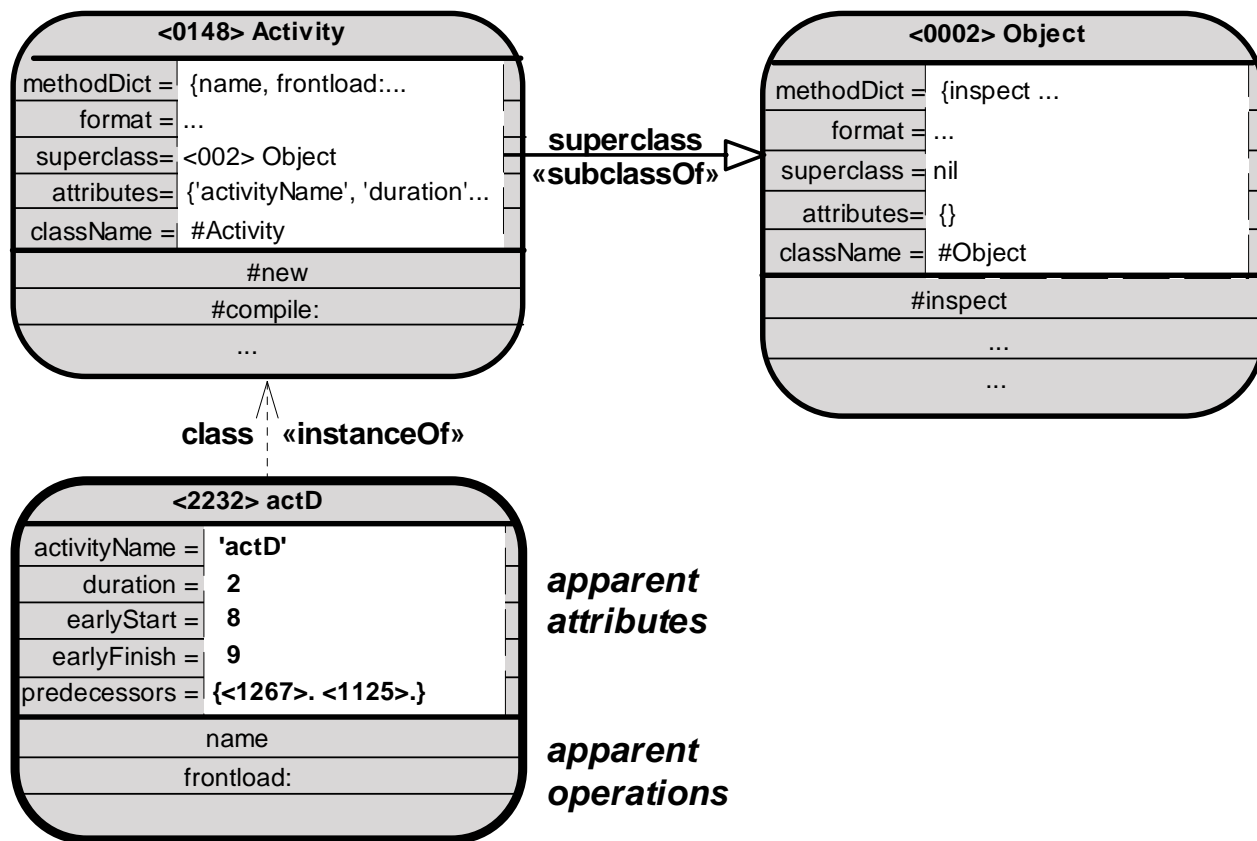 <0148> Activity
methodDict = {name, frontload:...
format = ...
superclass= <002> Object
attributes= {'activityName', 'duration'...
className = #Activity
#new
#compile:
...
superclass
«subclassOf»
<0002> Object
methodDict = {inspect ...
format = ...
superclass = nil
attributes= {}
className = #Object
#inspect
...
...
class «instanceOf»
<2232> actD
activityName = 'actD'
duration = 2
earlyStart = 8
earlyFinish = 9
predecessors = {<1267>. <1125>.}
name
frontload:
apparent
attributes
apparent
operations